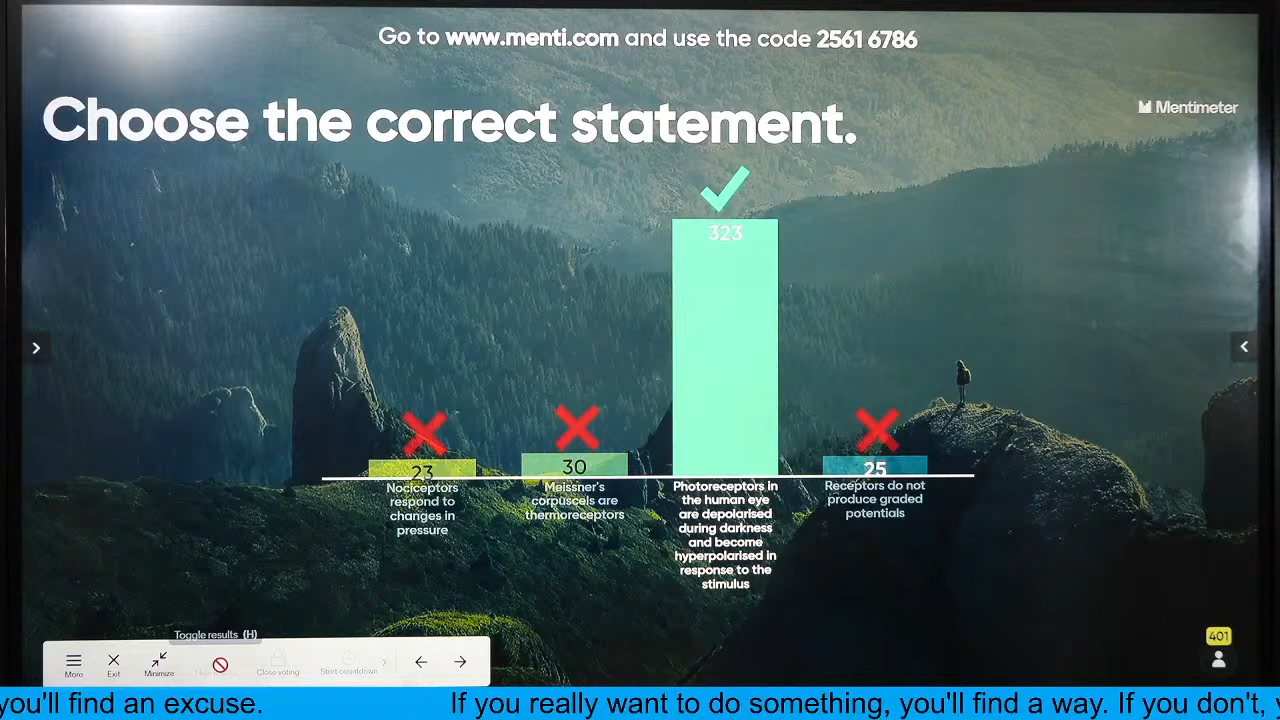 Go to www.menti.com and use the code 2561 6786
Choose the correct statement.
Mentimeter
323
23
30
25
Nociceptors
respond to
changes in
pressure
Meissner's
corpuscels are
thermoreceptors
Photoreceptors in
the human eye
are depolarised
during darkness
and become
hyperpolarised in
response to the
stimulus
Receptors do not
produce graded
potentials
401
Toggle results (H)
More
Exit
Minimize
Close voting
Start countdown
you'll find an excuse.
If you really want to do something, you'll find a way. If you don't,